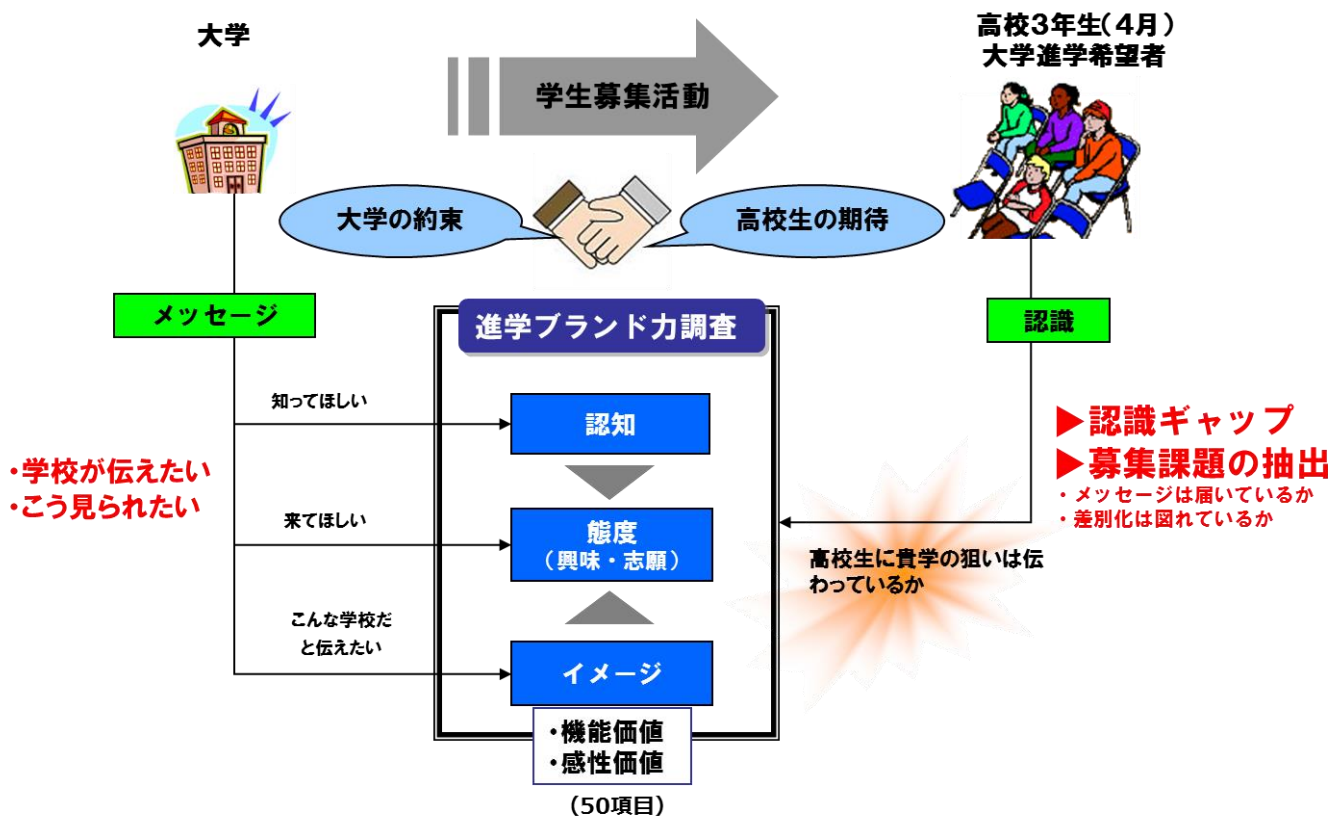 大学
高校3年生(4月)
大学進学希望者
学生募集活動
大学の約束
高校生の期待
メッセージ
進学ブランド力調査
認識
知ってほしい
認知
・学校が伝えたい
・こう見られたい
▶認識ギャップ
▶募集課題の抽出
・メッセージは届いているか
・差別化は図れているか
来てほしい
態度
(興味・志願)
高校生に貴学の狙いは伝
わっているか
こんな学校だ
と伝えたい
イメージ
・機能価値
・感性価値
(50項目)